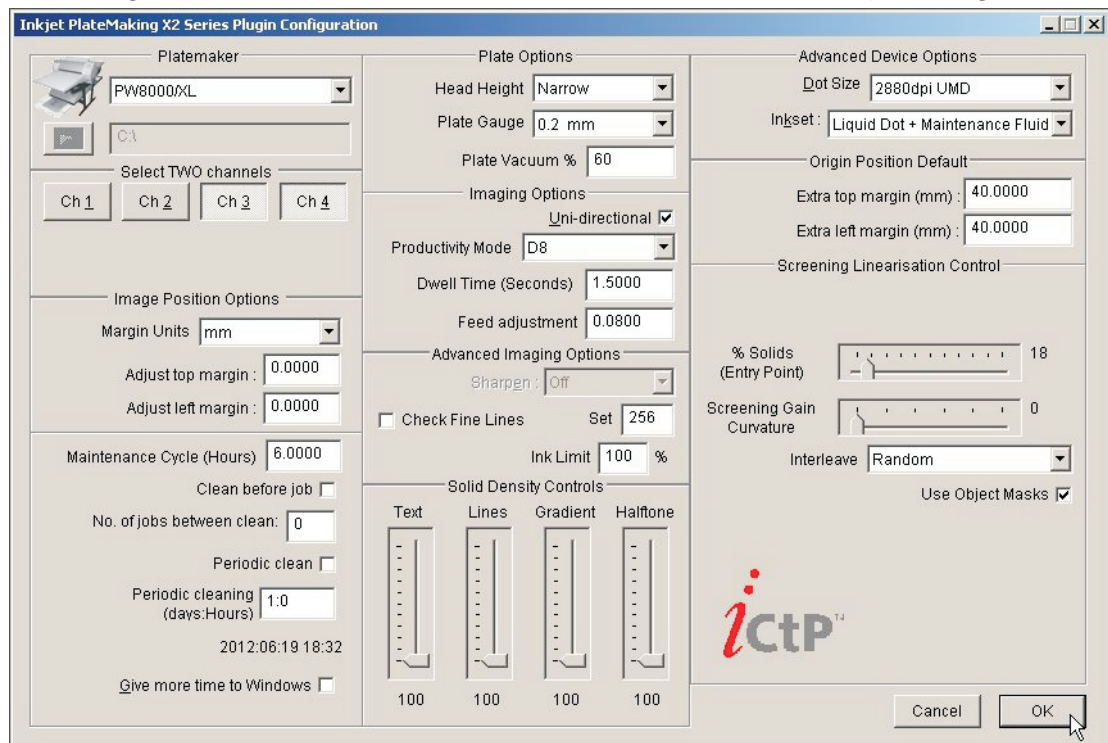 Inkjet PlateMaking X2 Series Plugin Configuration
Platemaker
PW8000/XL
C:\
Select TWO channels
Ch 1 Ch 2 Ch 3 Ch 4
Image Position Options
Margin Units mm
Adjust top margin : 0.0000
Adjust left margin : 0.0000
Maintenance Cycle (Hours) 6.0000
Clean before job
No. of jobs between clean: 0
Periodic clean
Periodic cleaning
(days:Hours) 1:0
2012:06:19 18:32
Give more time to Windows
Plate Options
Head Height Narrow
Plate Gauge 0.2 mm
Plate Vacuum % 60
Imaging Options
Uni-directional
Productivity Mode D8
Dwell Time (Seconds) 1.5000
Feed adjustment 0.0800
Advanced Imaging Options
Sharpen : Off
Check Fine Lines Set 256
Ink Limit 100 %
Solid Density Controls
Text Lines Gradient Halftone
100 100 100 100
Advanced Device Options
Dot Size 2880dpi UMD
Inkset : Liquid Dot + Maintenance Fluid
Origin Position Default
Extra top margin (mm) : 40.0000
Extra left margin (mm) : 40.0000
Screening Linearisation Control
% Solids
(Entry Point) 18
Screening Gain
Curvature 0
Interleave Random
Use Object Masks
iCtP
Cancel OK